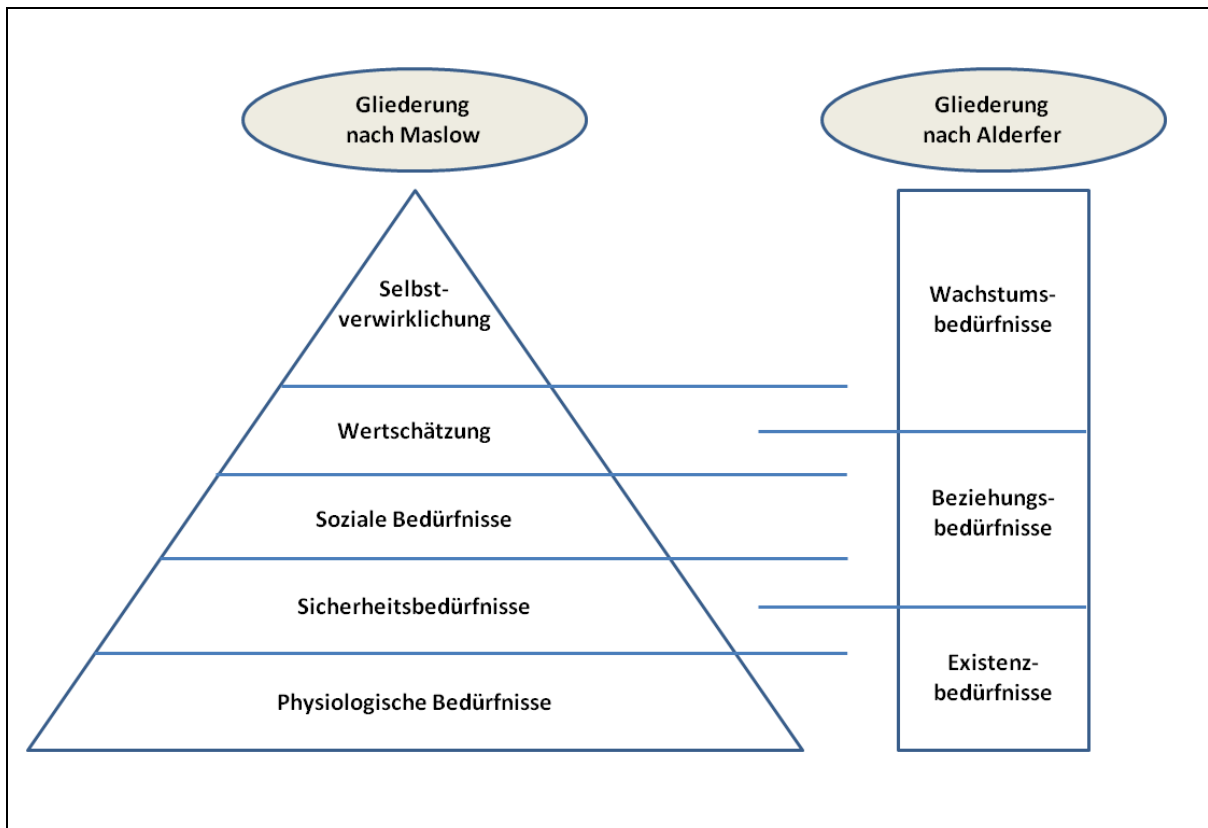 Gliederung
nach Maslow
Gliederung
nach Alderfer
Selbst-
verwirklichung
Wertschätzung
Soziale Bedürfnisse
Sicherheitsbedürfnisse
Physiologische Bedürfnisse
Wachstums-
bedürfnisse
Beziehungs-
bedürfnisse
Existenz-
bedürfnisse